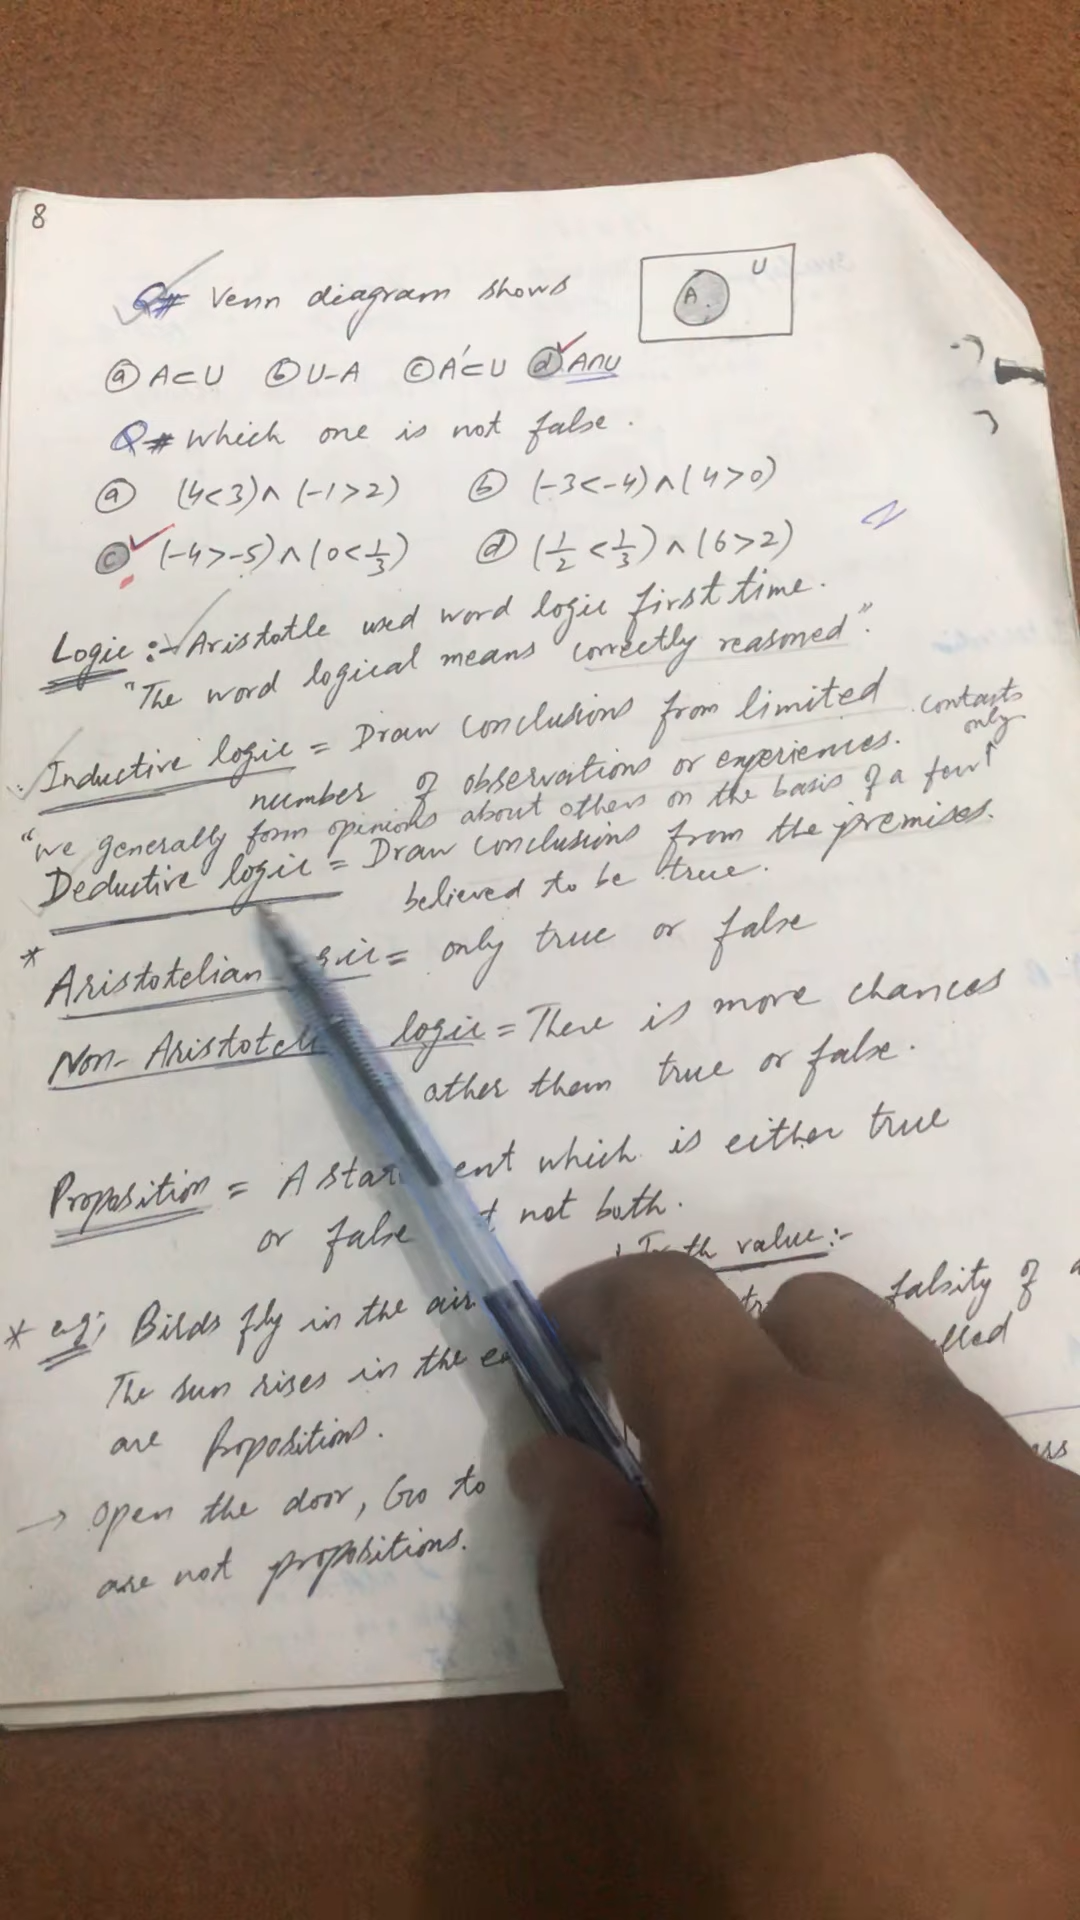 8
Q# Venn diagram shows
U
A
ⓐ A⊂U ⓑ U-A ⓒ A'⊂U ⓓ A∩U
Q# Which one is not false.
ⓐ (4<3)∧(-1>2) ⓑ (-3<-4)∧(4>0)
ⓒ (-4>-5)∧(0<1/3) ⓓ (1/2<1/3)∧(6>2)
Logic:- Aristotle used word logic first time.
"The word logical means correctly reasoned".
Inductive logic = Draw conclusions from limited
number of observations or experiences.
"we generally form opinions about others on the basis of a few contacts only
Deductive logic = Draw conclusions from the premises.
believed to be true.
* Aristotelian = only true or false
Non- logic = There is more chances
other them true or false.
Proposition = A which is either true
or false not both.
value:-
* e.g; Birds fly in the air
falsity of
The sun rises in the
are Propositions.
→ Open the door, Go to
are not propositions.